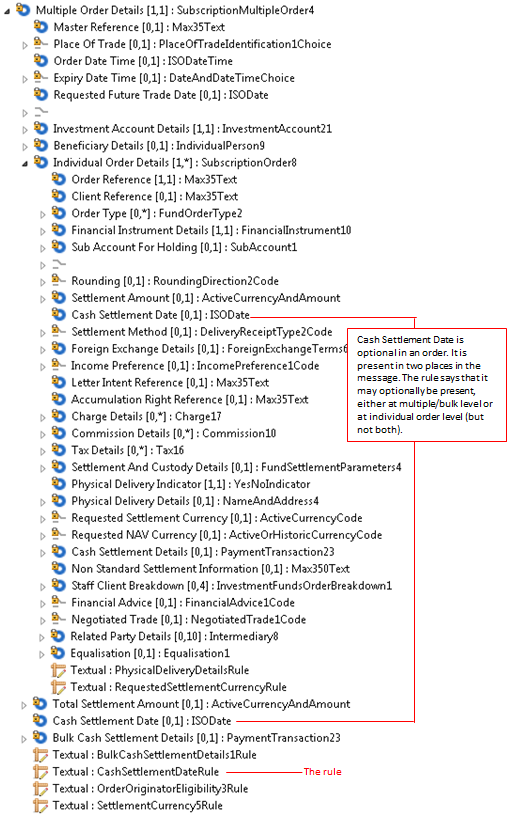 Multiple Order Details [1,1] : SubscriptionMultipleOrder4
Master Reference [0,1] : Max35Text
Place Of Trade [0,1] : PlaceOfTradeIdentification1Choice
Order Date Time [0,1] : ISODateTime
Expiry Date Time [0,1] : DateAndDateTimeChoice
Requested Future Trade Date [0,1] : ISODate
Investment Account Details [1,1] : InvestmentAccount21
Beneficiary Details [0,1] : IndividualPerson9
Individual Order Details [1,*] : SubscriptionOrder8
Order Reference [1,1] : Max35Text
Client Reference [0,1] : Max35Text
Order Type [0,*] : FundOrderType2
Financial Instrument Details [1,1] : FinancialInstrument10
Sub Account For Holding [0,1] : SubAccount1
Rounding [0,1] : RoundingDirection2Code
Settlement Amount [0,1] : ActiveCurrencyAndAmount
Cash Settlement Date [0,1] : ISODate
Settlement Method [0,1] : DeliveryReceiptType2Code
Foreign Exchange Details [0,1] : ForeignExchangeTerms6
Income Preference [0,1] : IncomePreference1Code
Letter Intent Reference [0,1] : Max35Text
Accumulation Right Reference [0,1] : Max35Text
Charge Details [0,*] : Charge17
Commission Details [0,*] : Commission10
Tax Details [0,*] : Tax16
Settlement And Custody Details [0,1] : FundSettlementParameters4
Physical Delivery Indicator [1,1] : YesNoIndicator
Physical Delivery Details [0,1] : NameAndAddress4
Requested Settlement Currency [0,1] : ActiveCurrencyCode
Requested NAV Currency [0,1] : ActiveOrHistoricCurrencyCode
Cash Settlement Details [0,1] : PaymentTransaction23
Non Standard Settlement Information [0,1] : Max350Text
Staff Client Breakdown [0,4] : InvestmentFundsOrderBreakdown1
Financial Advice [0,1] : FinancialAdvice1Code
Negotiated Trade [0,1] : NegotiatedTrade1Code
Related Party Details [0,10] : Intermediary8
Equalisation [0,1] : Equalisation1
Textual : PhysicalDeliveryDetailsRule
Textual : RequestedSettlementCurrencyRule
Total Settlement Amount [0,1] : ActiveCurrencyAndAmount
Cash Settlement Date [0,1] : ISODate
Bulk Cash Settlement Details [0,1] : PaymentTransaction23
Textual : BulkCashSettlementDetails1Rule
Textual : CashSettlementDateRule
The rule
Textual : OrderOriginatorEligibility3Rule
Textual : SettlementCurrency5Rule
Cash Settlement Date is
optional in an order. It is
present in two places in the
message. The rule says that it
may optionally be present,
either at multiple/bulk level or
at individual order level (but
not both).